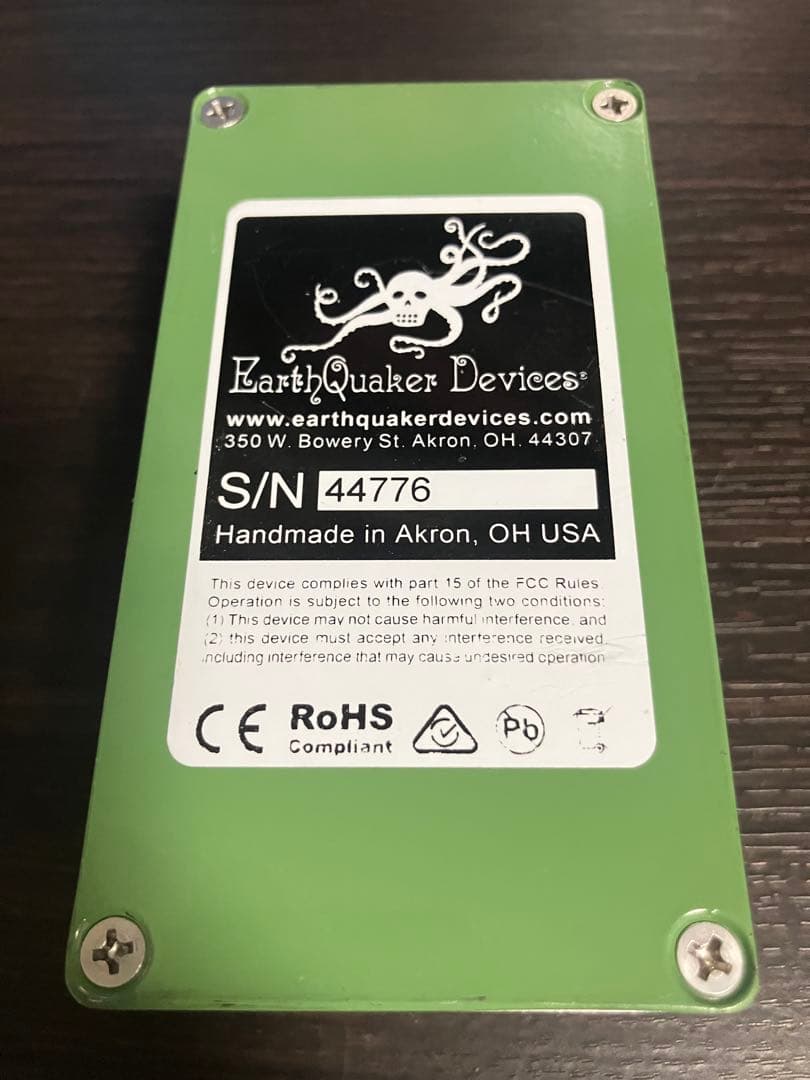 EarthQuaker Devices®
www.earthquakerdevices.com
350 W. Bowery St. Akron, OH. 44307
S/N 44776
Handmade in Akron, OH USA
This device complies with part 15 of the FCC Rules.
Operation is subject to the following two conditions:
(1) This device may not cause harmful interference, and
(2) this device must accept any interference received,
including interference that may cause undesired operation
CE RoHS Pb
Compliant